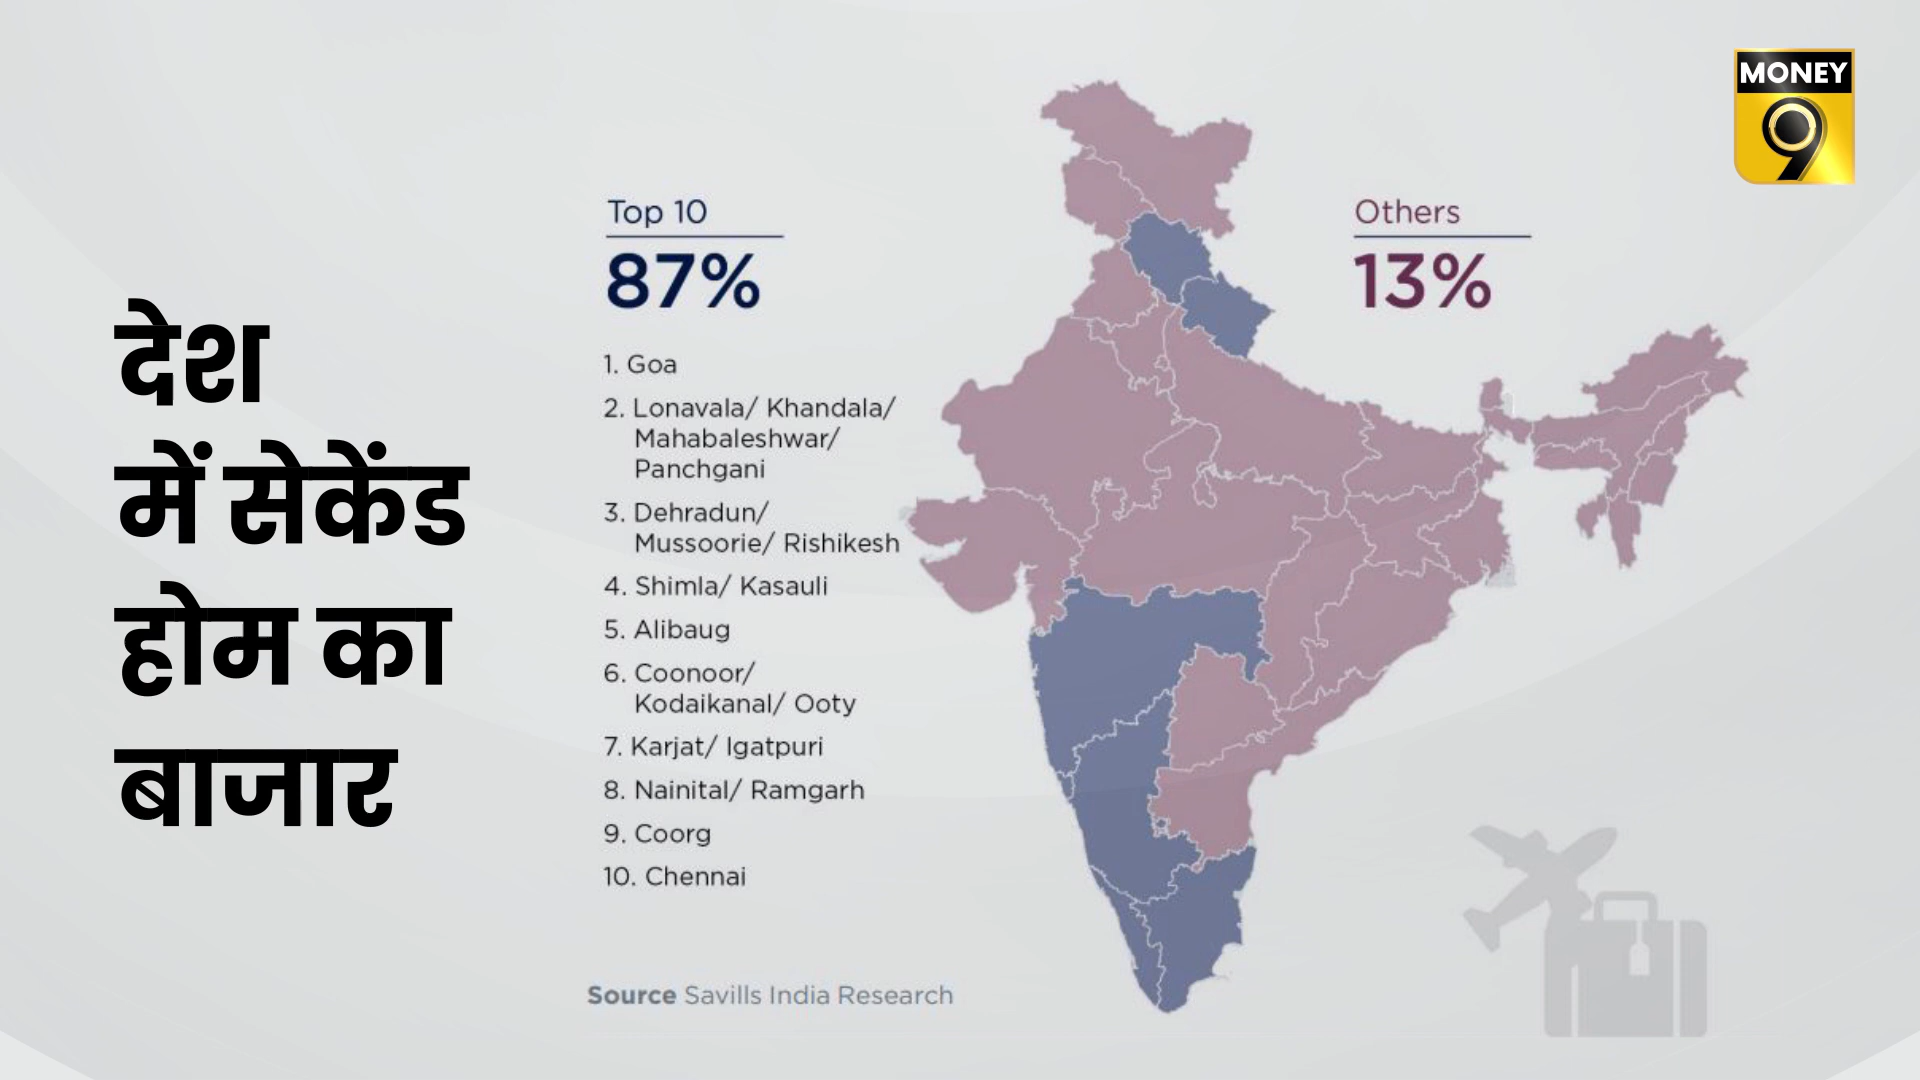 देश
में सेकेंड
होम का
बाजार
Top 10
87%
1. Goa
2. Lonavala/ Khandala/
Mahabaleshwar/
Panchgani
3. Dehradun/
Mussoorie/ Rishikesh
4. Shimla/ Kasauli
5. Alibaug
6. Coonoor/
Kodaikanal/ Ooty
7. Karjat/ Igatpuri
8. Nainital/ Ramgarh
9. Coorg
10. Chennai
Source Savills India Research
Others
13%
MONEY
9